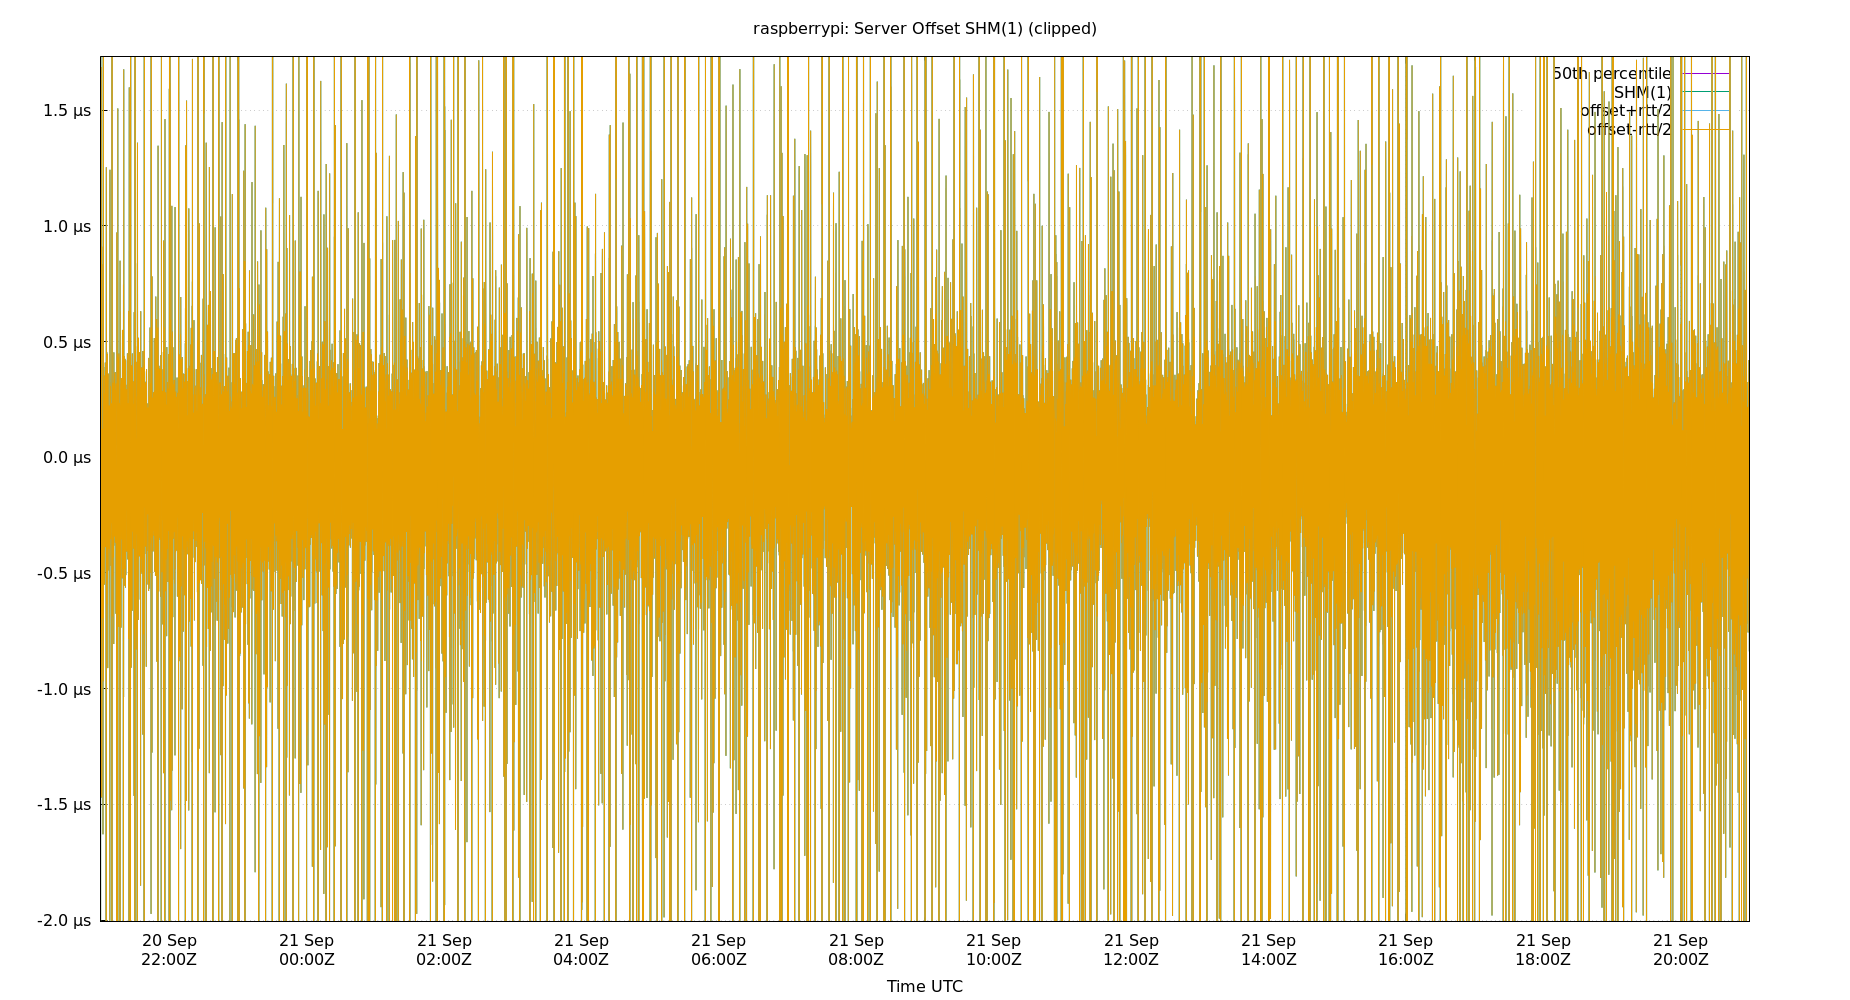 raspberrypi: Server Offset SHM(1) (clipped)
50th percentile
SHM(1)
offset+rtt/2
offset-rtt/2
1.5 µs
1.0 µs
0.5 µs
0.0 µs
-0.5 µs
-1.0 µs
-1.5 µs
-2.0 µs
20 Sep 21 Sep 21 Sep 21 Sep 21 Sep 21 Sep 21 Sep 21 Sep 21 Sep 21 Sep 21 Sep 21 Sep
22:00Z 00:00Z 02:00Z 04:00Z 06:00Z 08:00Z 10:00Z 12:00Z 14:00Z 16:00Z 18:00Z 20:00Z
Time UTC